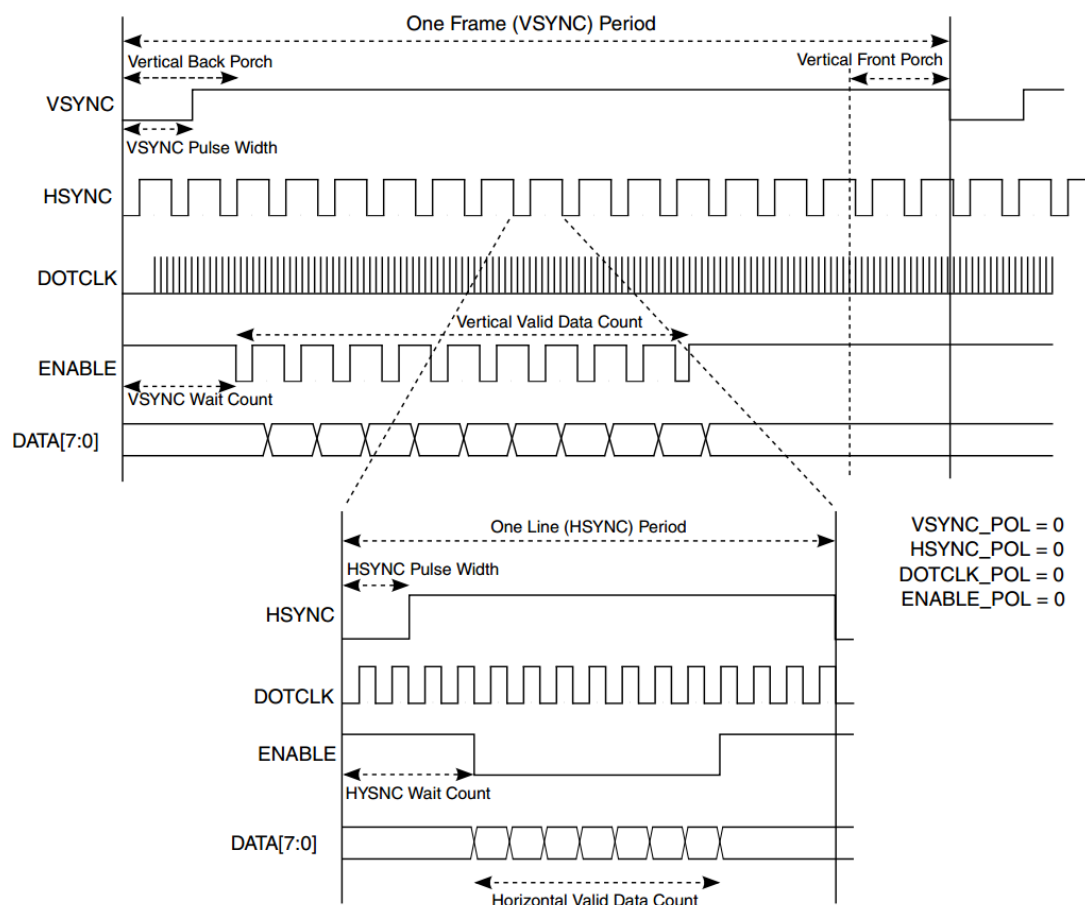 One Frame (VSYNC) Period
Vertical Back Porch
Vertical Front Porch
VSYNC
VSYNC Pulse Width
HSYNC
DOTCLK
Vertical Valid Data Count
ENABLE
VSYNC Wait Count
DATA[7:0]
One Line (HSYNC) Period
VSYNC_POL = 0
HSYNC_POL = 0
DOTCLK_POL = 0
ENABLE_POL = 0
HSYNC Pulse Width
HSYNC
DOTCLK
ENABLE
HYSNC Wait Count
DATA[7:0]
Horizontal Valid Data Count